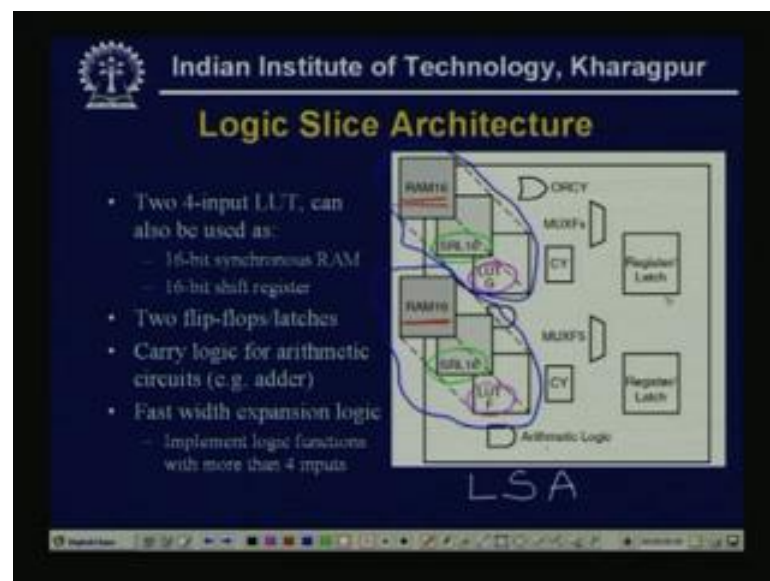 Indian Institute of Technology, Kharagpur
Logic Slice Architecture
• Two 4-input LUT, can
also be used as:
– 16-bit synchronous RAM
– 16-bit shift register
• Two flip-flops/latches
• Carry logic for arithmetic
circuits (e.g. adder)
• Fast width expansion logic
– Implement logic functions
with more than 4 inputs
RAM16
ORCY
MUXFx
SRL16
LUT
G
CY
Register/
Latch
RAM16
MUXF5
SRL16
LUT
F
CY
Register/
Latch
Arithmetic Logic
LSA